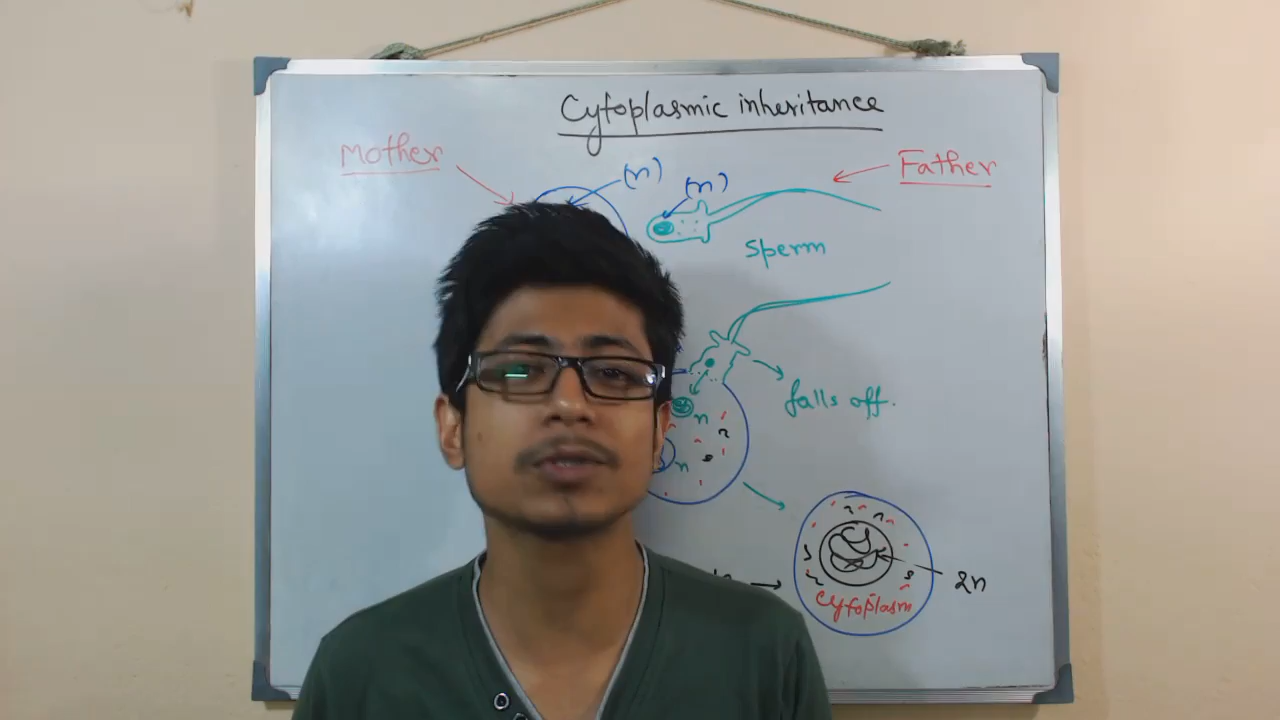 Cytoplasmic inheritance
Mother
Father
(n)
(n)
Sperm
falls off.
n
n
2n
Cytoplasm